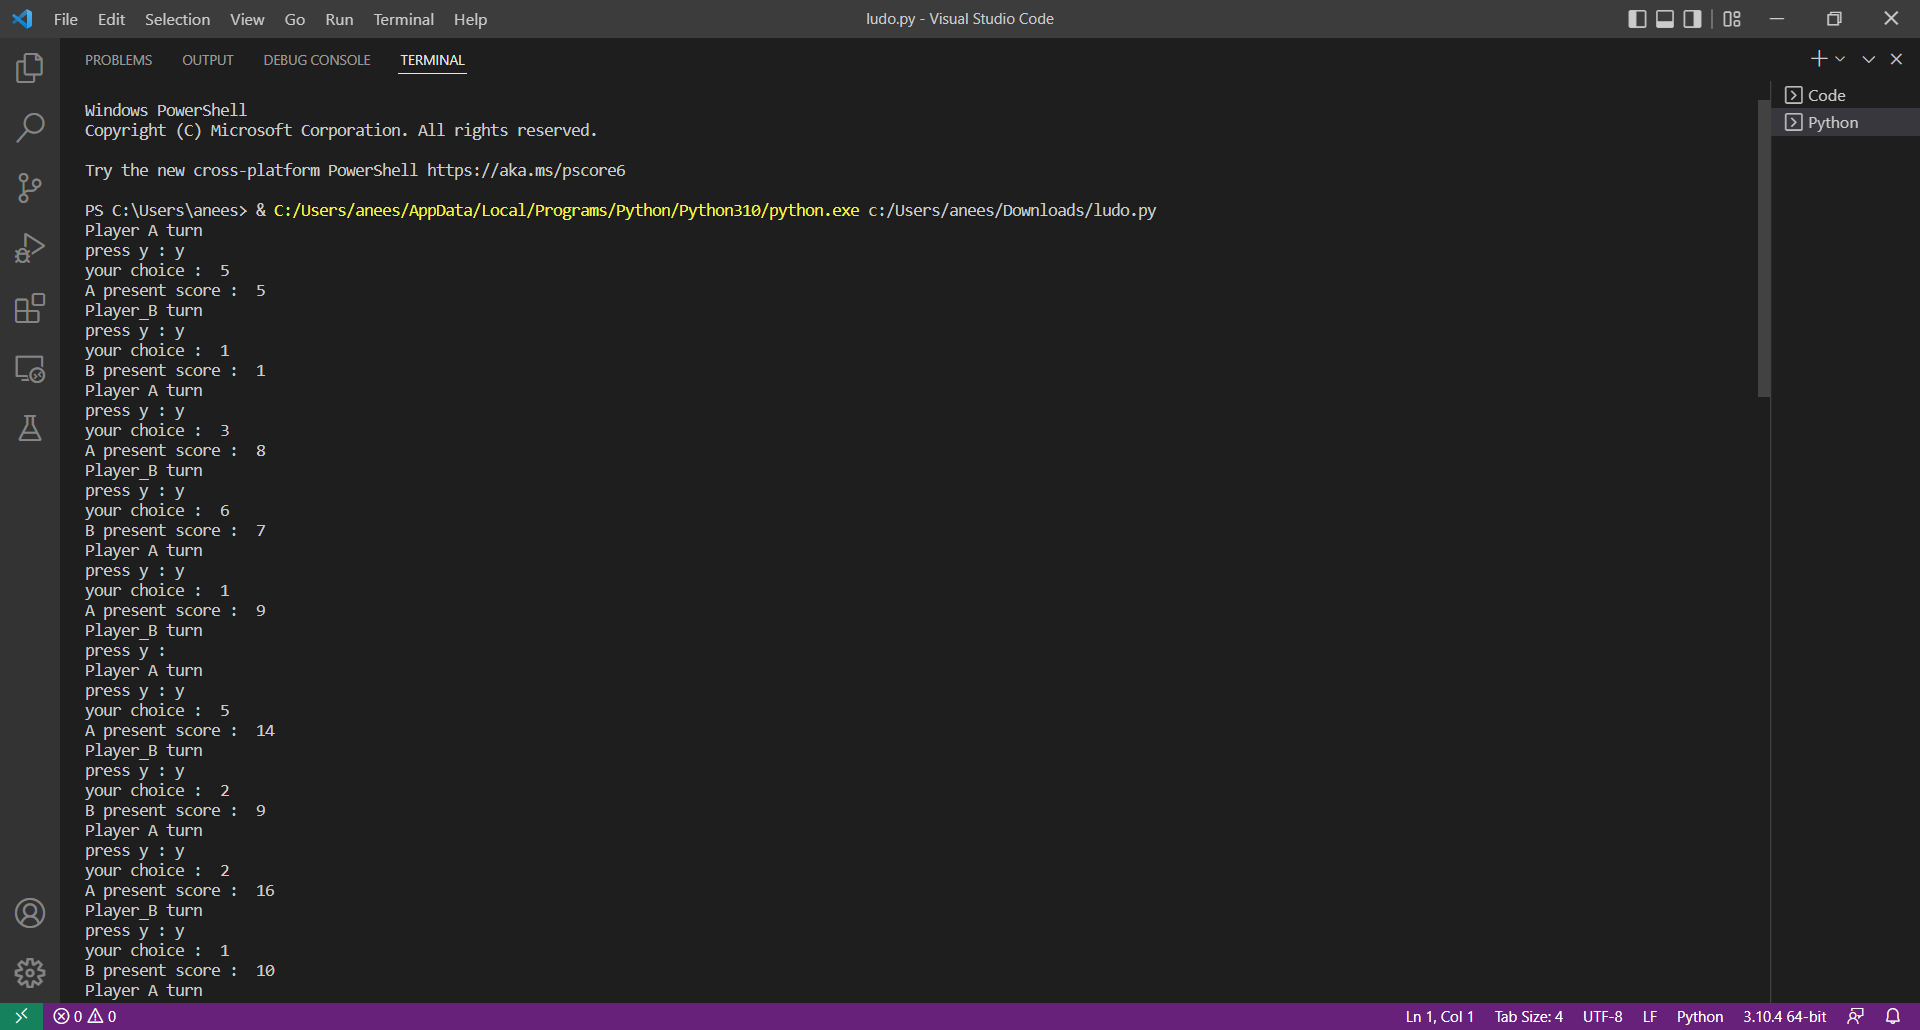 File Edit Selection View Go Run Terminal Help ludo.py - Visual Studio Code
PROBLEMS OUTPUT DEBUG CONSOLE TERMINAL
Code
Python
Windows PowerShell
Copyright (C) Microsoft Corporation. All rights reserved.
Try the new cross-platform PowerShell https://aka.ms/pscore6
PS C:\Users\anees> & C:/Users/anees/AppData/Local/Programs/Python/Python310/python.exe c:/Users/anees/Downloads/ludo.py
Player A turn
press y : y
your choice :  5
A present score :  5
Player_B turn
press y : y
your choice :  1
B present score :  1
Player A turn
press y : y
your choice :  3
A present score :  8
Player_B turn
press y : y
your choice :  6
B present score :  7
Player A turn
press y : y
your choice :  1
A present score :  9
Player_B turn
press y :
Player A turn
press y : y
your choice :  5
A present score :  14
Player_B turn
press y : y
your choice :  2
B present score :  9
Player A turn
press y : y
your choice :  2
A present score :  16
Player_B turn
press y : y
your choice :  1
B present score :  10
Player A turn
0 0 Ln 1, Col 1 Tab Size: 4 UTF-8 LF Python 3.10.4 64-bit